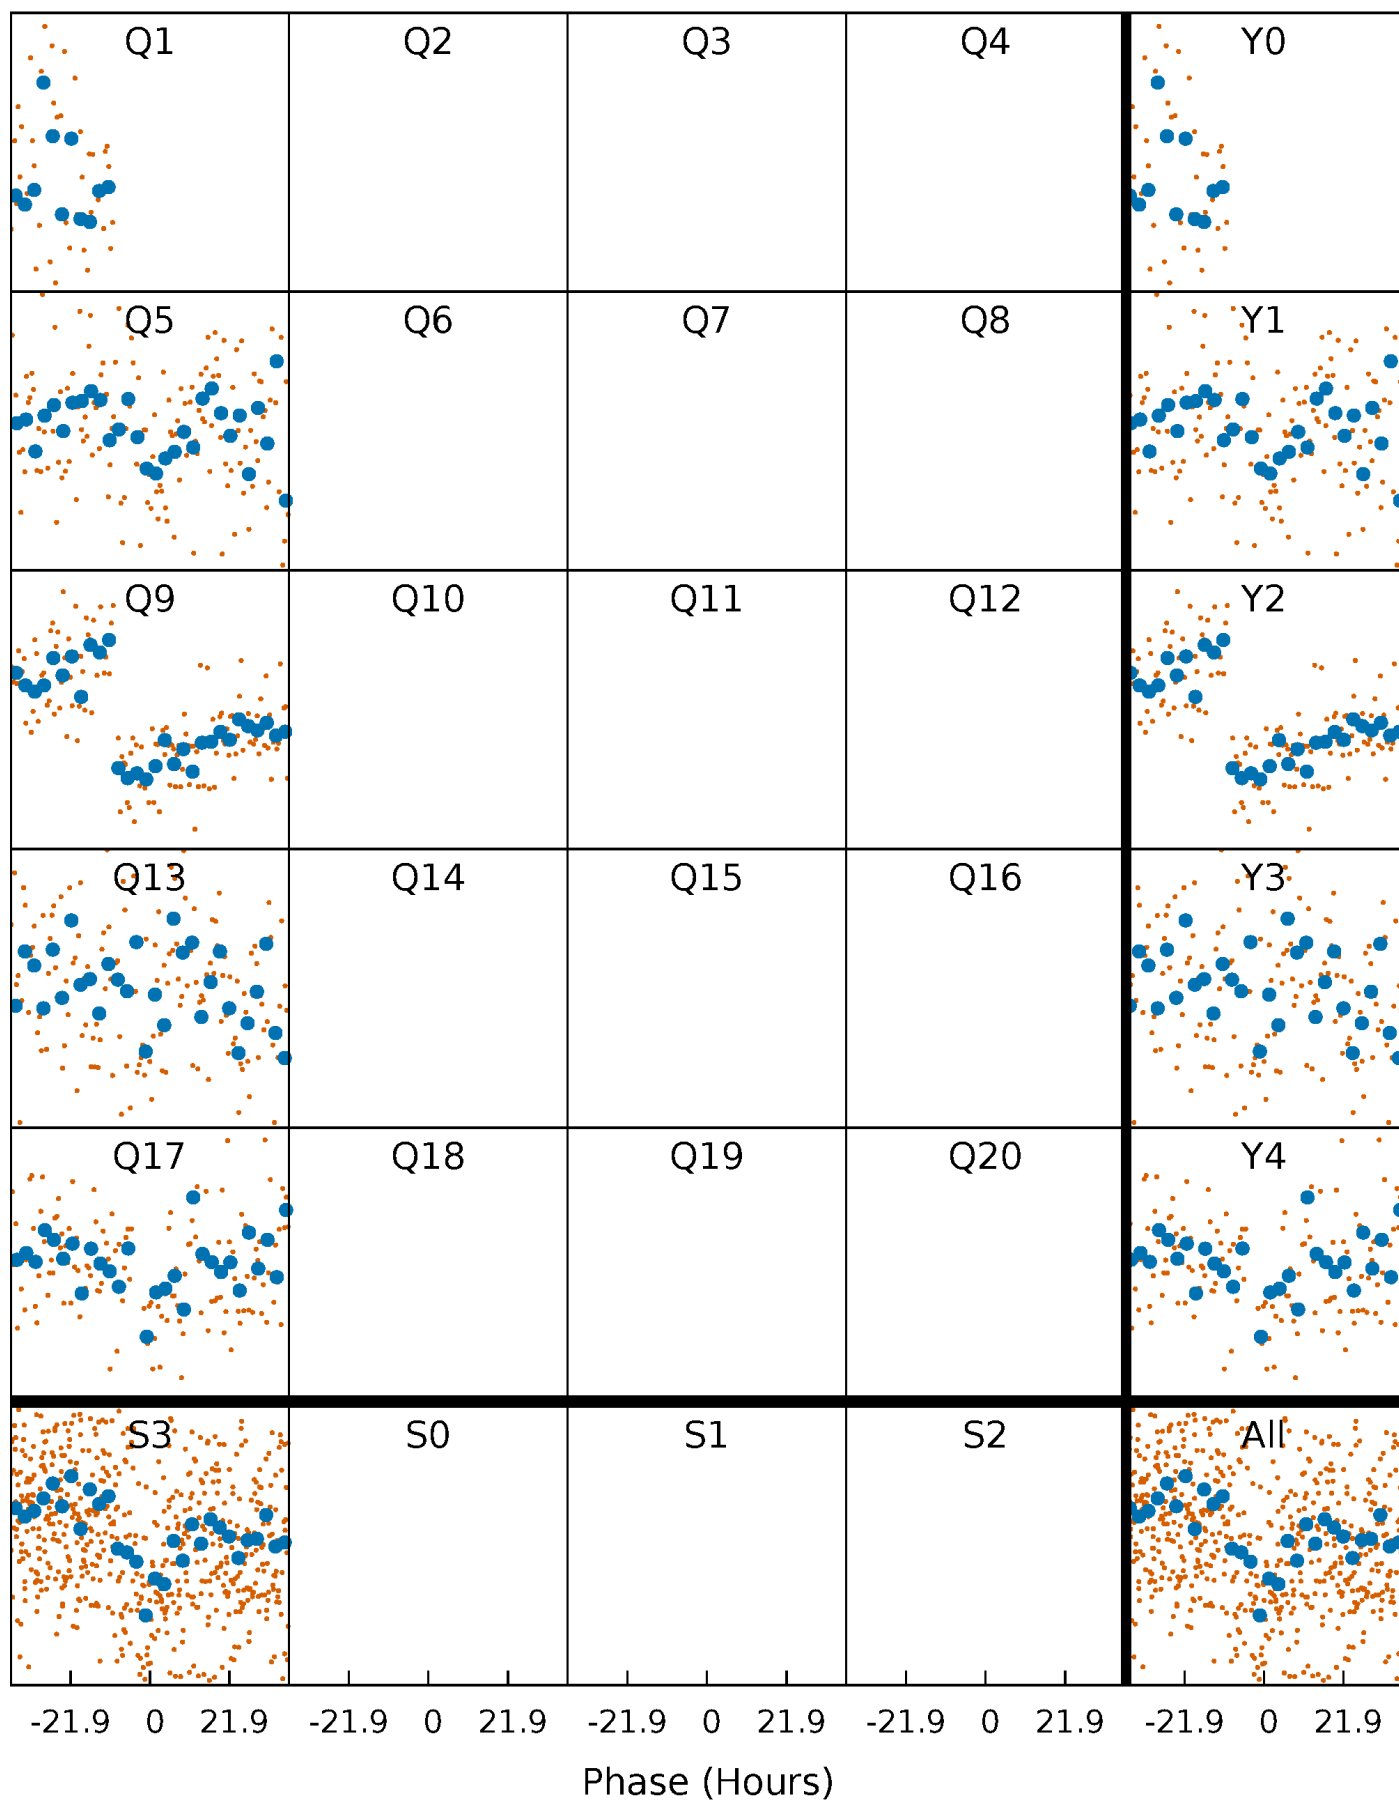 Q1 Q2 Q3 Q4 Y0
Q5 Q6 Q7 Q8 Y1
Q9 Q10 Q11 Q12 Y2
Q13 Q14 Q15 Q16 Y3
Q17 Q18 Q19 Q20 Y4
S3 S0 S1 S2 All
-21.9 0 21.9 -21.9 0 21.9 -21.9 0 21.9 -21.9 0 21.9 -21.9 0 21.9
Phase (Hours)